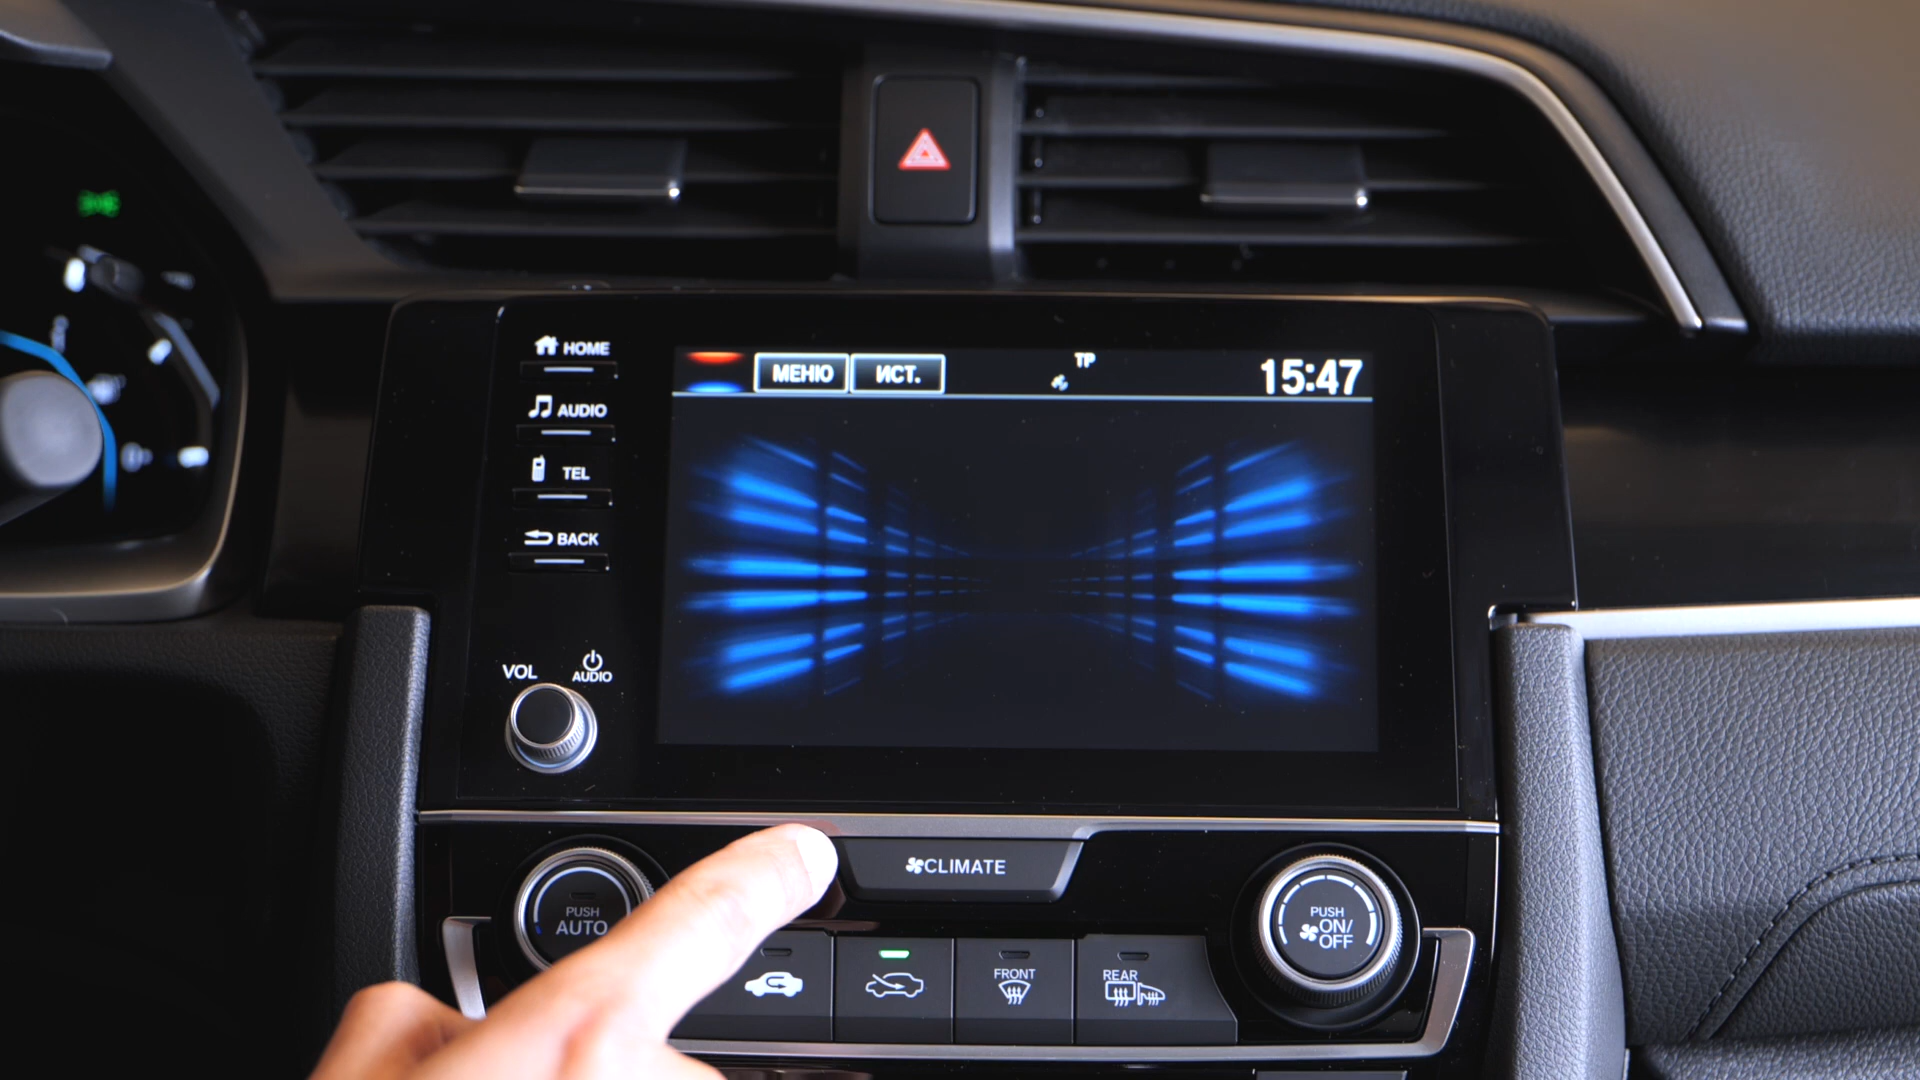 HOME
МЕНЮ
ИСТ.
TP
15:47
AUDIO
TEL
BACK
VOL
AUDIO
CLIMATE
PUSH
AUTO
PUSH
ON/
OFF
FRONT
REAR